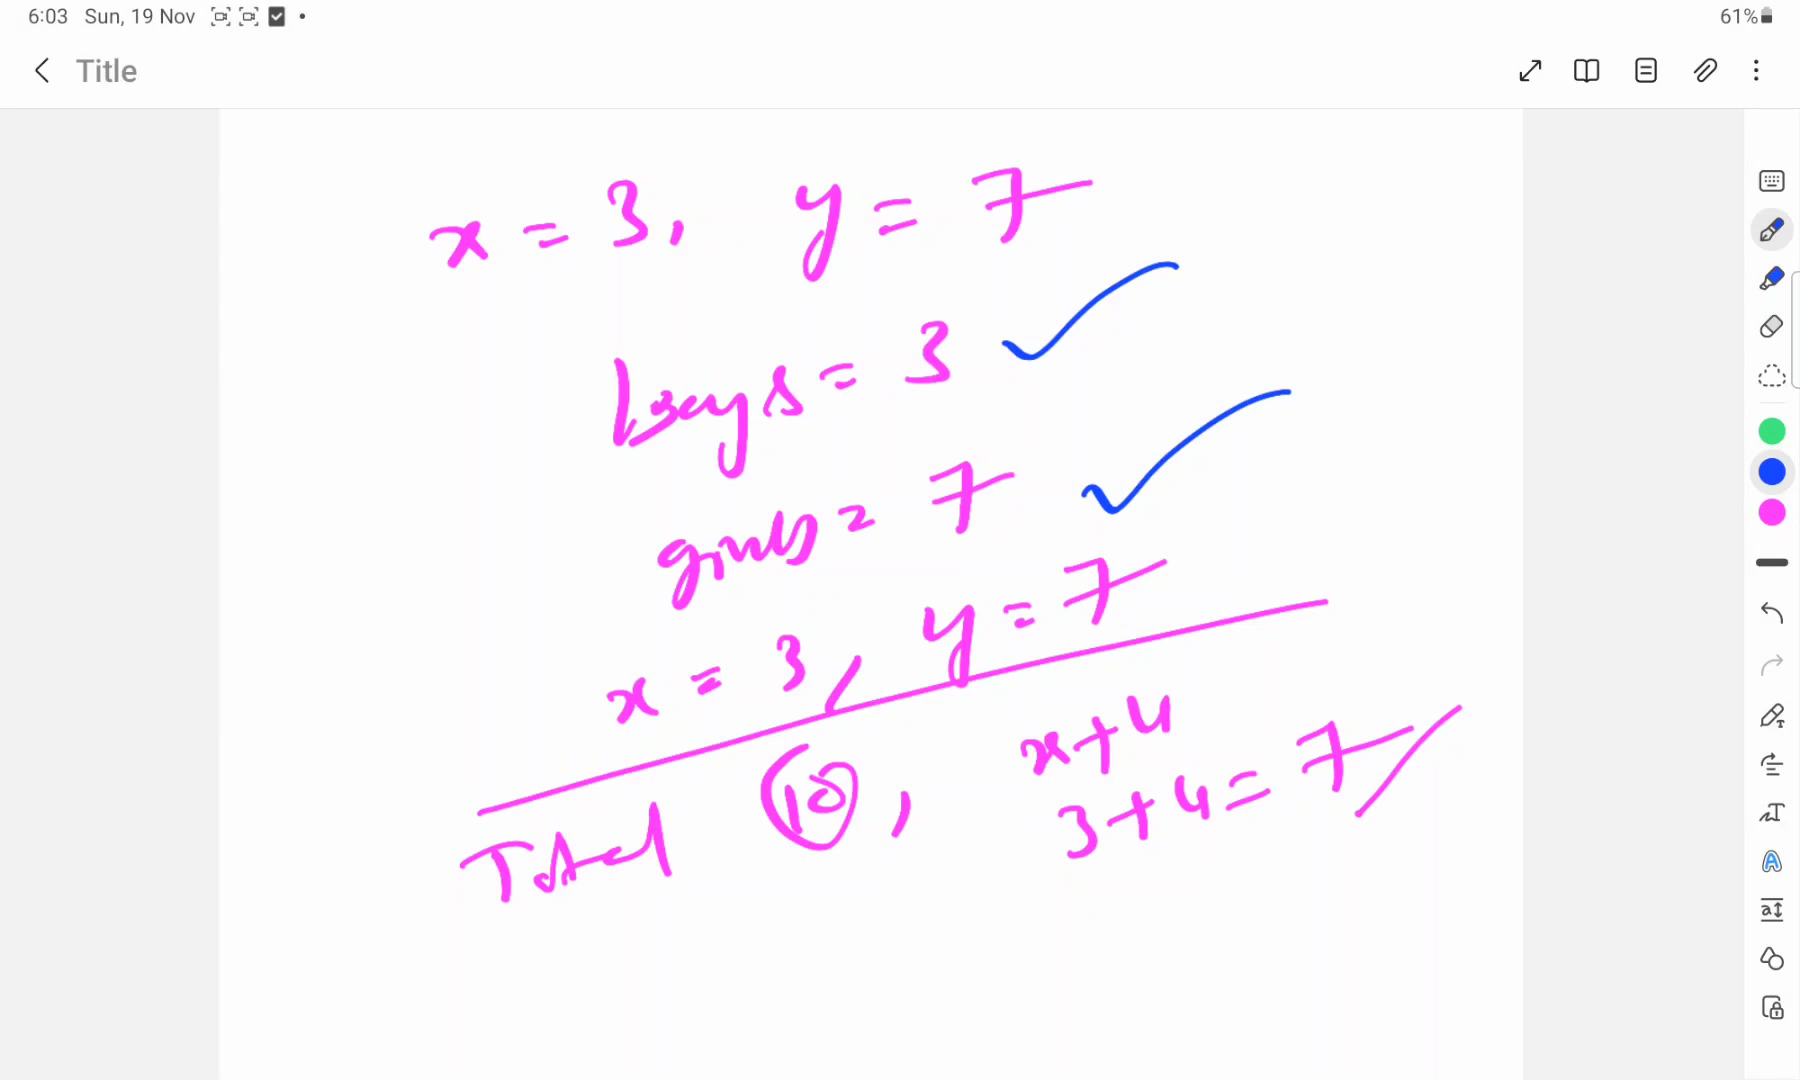 6:03 Sun, 19 Nov 61%
Title
x = 3, y = 7
boys = 3
girls = 7
x = 3, y = 7
Total 10, x+4
3+4= 7